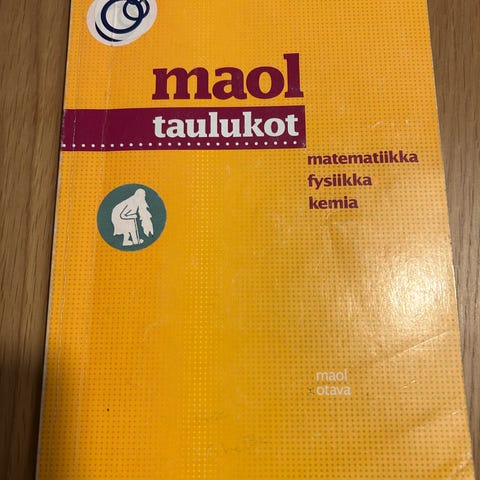 maol
taulukot
matematiikka
fysiikka
kemia
maol
otava